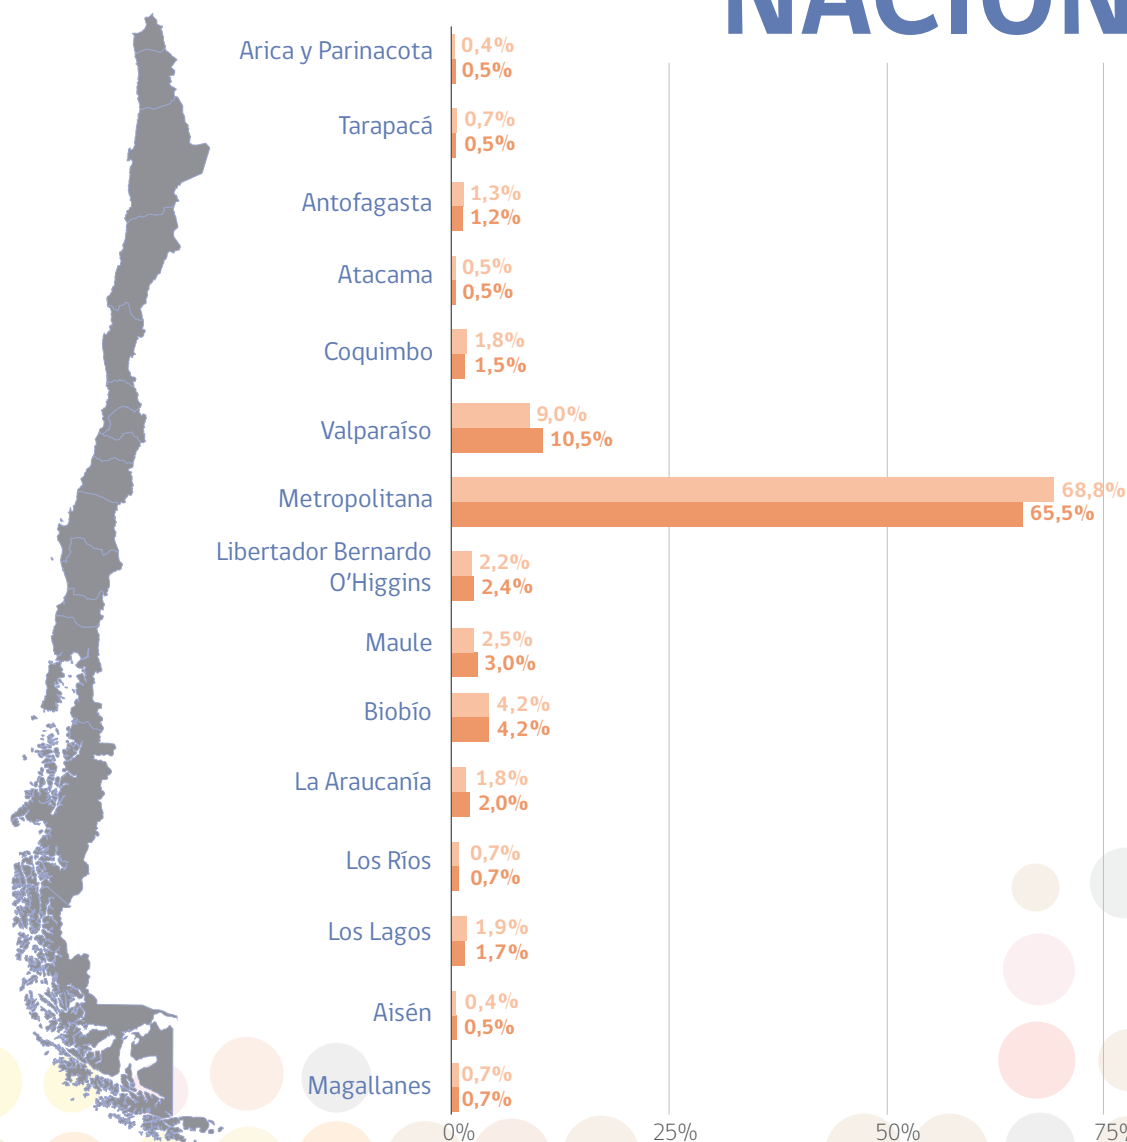 NACION
Arica y Parinacota
0,4%
0,5%
Tarapacá
0,7%
0,5%
Antofagasta
1,3%
1,2%
Atacama
0,5%
0,5%
Coquimbo
1,8%
1,5%
Valparaíso
9,0%
10,5%
Metropolitana
68,8%
65,5%
Libertador Bernardo
O’Higgins
2,2%
2,4%
Maule
2,5%
3,0%
Biobío
4,2%
4,2%
La Araucanía
1,8%
2,0%
Los Ríos
0,7%
0,7%
Los Lagos
1,9%
1,7%
Aisén
0,4%
0,5%
Magallanes
0,7%
0,7%
0% 25% 50% 75%